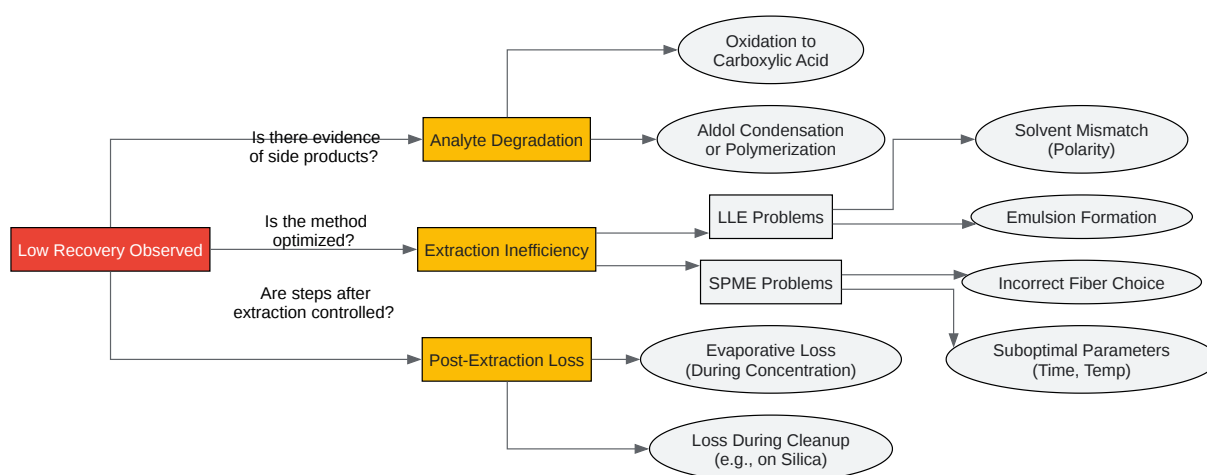 Oxidation to
Carboxylic Acid
Is there evidence
of side products?
Analyte Degradation
Aldol Condensation
or Polymerization
Solvent Mismatch
(Polarity)
LLE Problems
Emulsion Formation
Low Recovery Observed
Is the method
optimized?
Extraction Inefficiency
SPME Problems
Incorrect Fiber Choice
Are steps after
extraction controlled?
Post-Extraction Loss
Evaporative Loss
(During Concentration)
Suboptimal Parameters
(Time, Temp)
Loss During Cleanup
(e.g., on Silica)